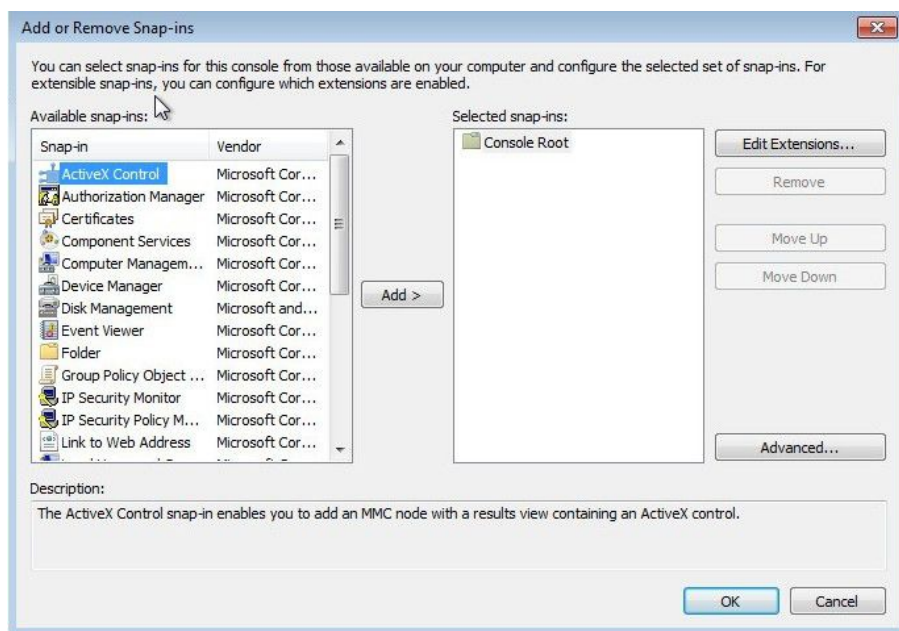 Add or Remove Snap-ins
You can select snap-ins for this console from those available on your computer and configure the selected set of snap-ins. For
extensible snap-ins, you can configure which extensions are enabled.
Available snap-ins:
Selected snap-ins:
Snap-in Vendor
ActiveX Control Microsoft Cor...
Authorization Manager Microsoft Cor...
Certificates Microsoft Cor...
Component Services Microsoft Cor...
Computer Managem... Microsoft Cor...
Device Manager Microsoft Cor...
Disk Management Microsoft and...
Event Viewer Microsoft Cor...
Folder Microsoft Cor...
Group Policy Object ... Microsoft Cor...
IP Security Monitor Microsoft Cor...
IP Security Policy M... Microsoft Cor...
Link to Web Address Microsoft Cor...
Add >
Console Root
Edit Extensions...
Remove
Move Up
Move Down
Advanced...
Description:
The ActiveX Control snap-in enables you to add an MMC node with a results view containing an ActiveX control.
OK
Cancel